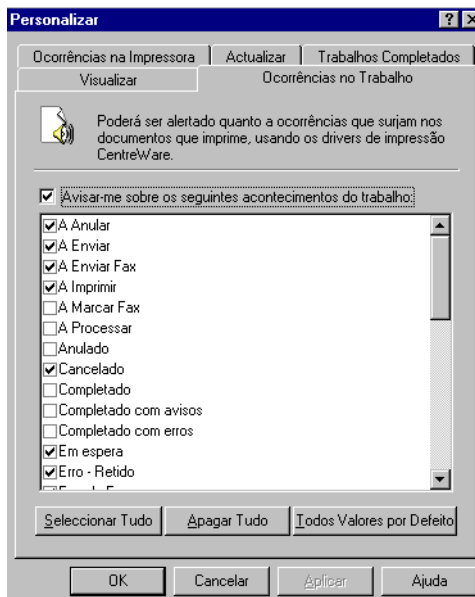 Personalizar
Ocorrências na Impressora
Actualizar
Trabalhos Completados
Visualizar
Ocorrências no Trabalho
Poderá ser alertado quanto a ocorrências que surjam nos
documentos que imprime, usando os drivers de impressão
CentreWare.
Avisar-me sobre os seguintes acontecimentos do trabalho:
A Anular
A Enviar
A Enviar Fax
A Imprimir
A Marcar Fax
A Processar
Anulado
Cancelado
Completado
Completado com avisos
Completado com erros
Em espera
Erro - Retido
Seleccionar Tudo
Apagar Tudo
Todos Valores por Defeito
OK
Cancelar
Aplicar
Ajuda